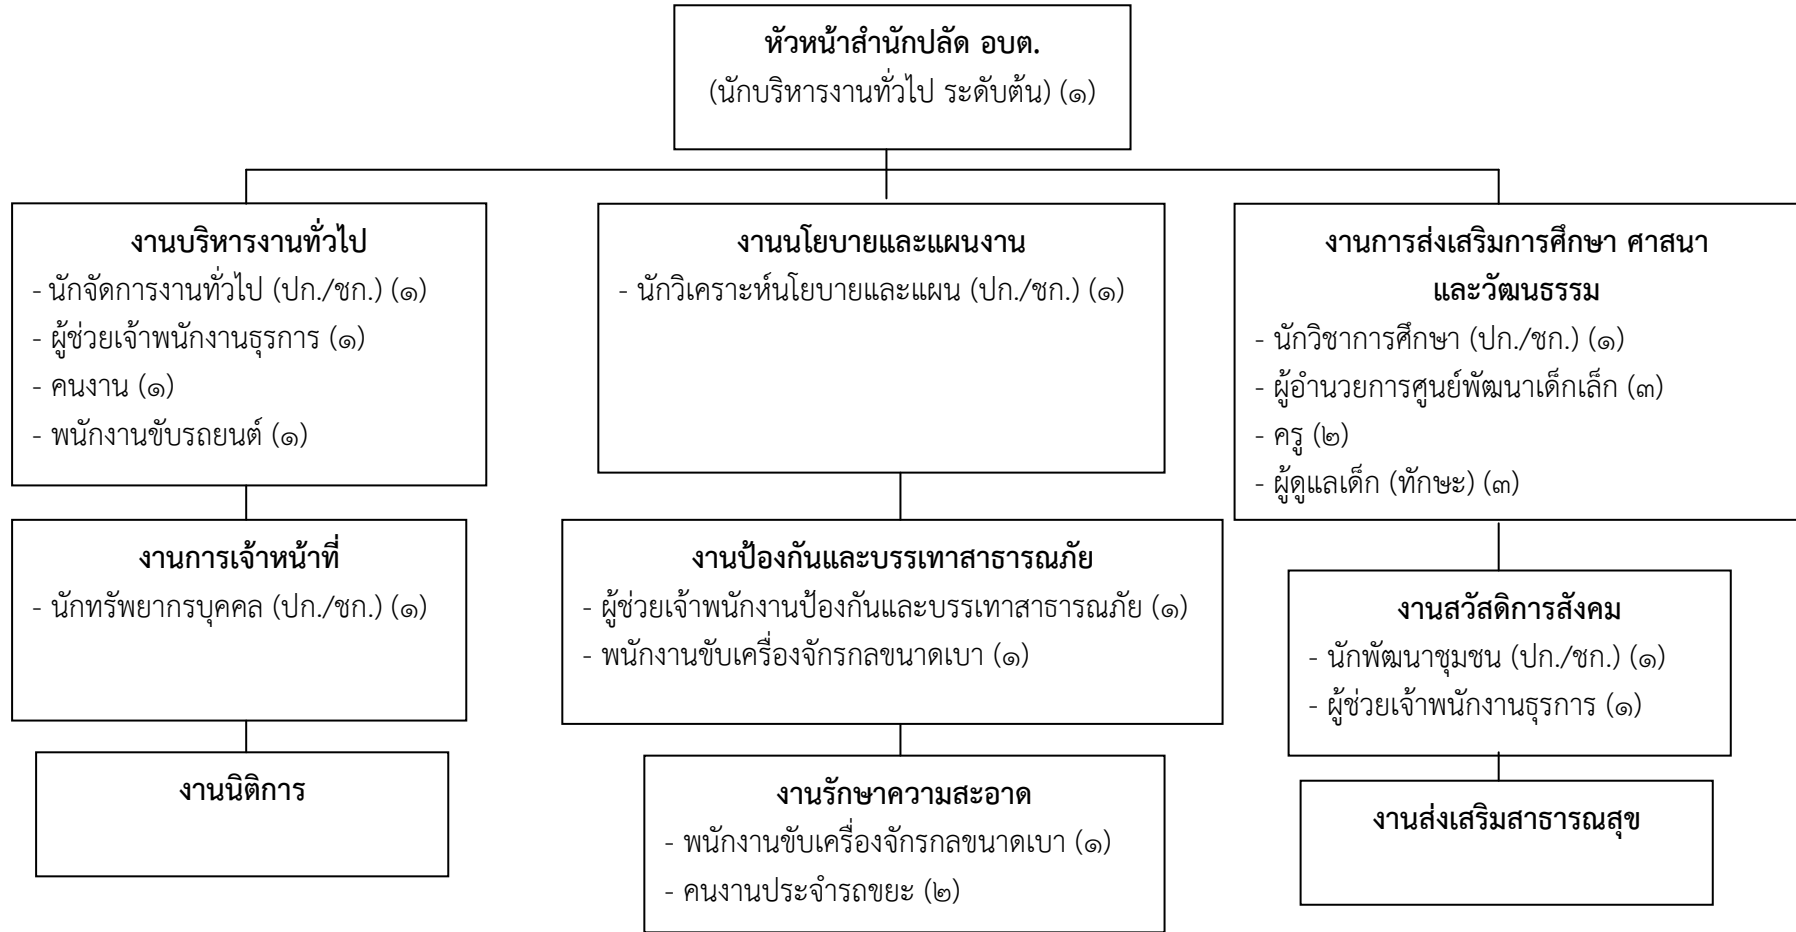 หัวหน้าสำนักปลัด อบต.
(นักบริหารงานทั่วไป ระดับต้น) (๑)
งานบริหารงานทั่วไป
- นักจัดการงานทั่วไป (ปก./ชก.) (๑)
- ผู้ช่วยเจ้าพนักงานธุรการ (๑)
- คนงาน (๑)
- พนักงานขับรถยนต์ (๑)
งานการเจ้าหน้าที่
- นักทรัพยากรบุคคล (ปก./ชก.) (๑)
งานนิติการ
งานนโยบายและแผนงาน
- นักวิเคราะห์นโยบายและแผน (ปก./ชก.) (๑)
งานป้องกันและบรรเทาสาธารณภัย
- ผู้ช่วยเจ้าพนักงานป้องกันและบรรเทาสาธารณภัย (๑)
- พนักงานขับเครื่องจักรกลขนาดเบา (๑)
งานรักษาความสะอาด
- พนักงานขับเครื่องจักรกลขนาดเบา (๑)
- คนงานประจำรถขยะ (๒)
งานการส่งเสริมการศึกษา ศาสนา
และวัฒนธรรม
- นักวิชาการศึกษา (ปก./ชก.) (๑)
- ผู้อำนวยการศูนย์พัฒนาเด็กเล็ก (๓)
- ครู (๒)
- ผู้ดูแลเด็ก (ทักษะ) (๓)
งานสวัสดิการสังคม
- นักพัฒนาชุมชน (ปก./ชก.) (๑)
- ผู้ช่วยเจ้าพนักงานธุรการ (๑)
งานส่งเสริมสาธารณสุข